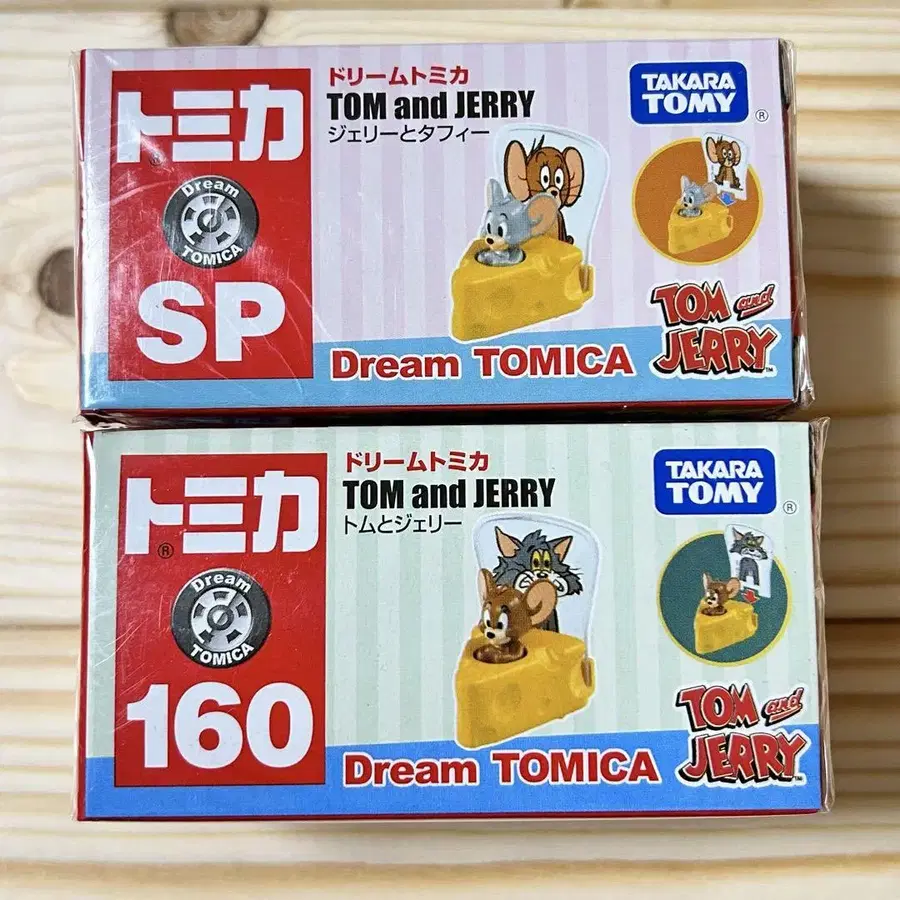 トミカ
®
Dream
TOMICA
SP
ドリームトミカ
TOM and JERRY
ジェリーとタフィー
TAKARA
TOMY
®
Dream TOMICA
TOM and
JERRY
TM
トミカ
®
Dream
TOMICA
160
ドリームトミカ
TOM and JERRY
トムとジェリー
TAKARA
TOMY
®
Dream TOMICA
TOM and
JERRY
TM